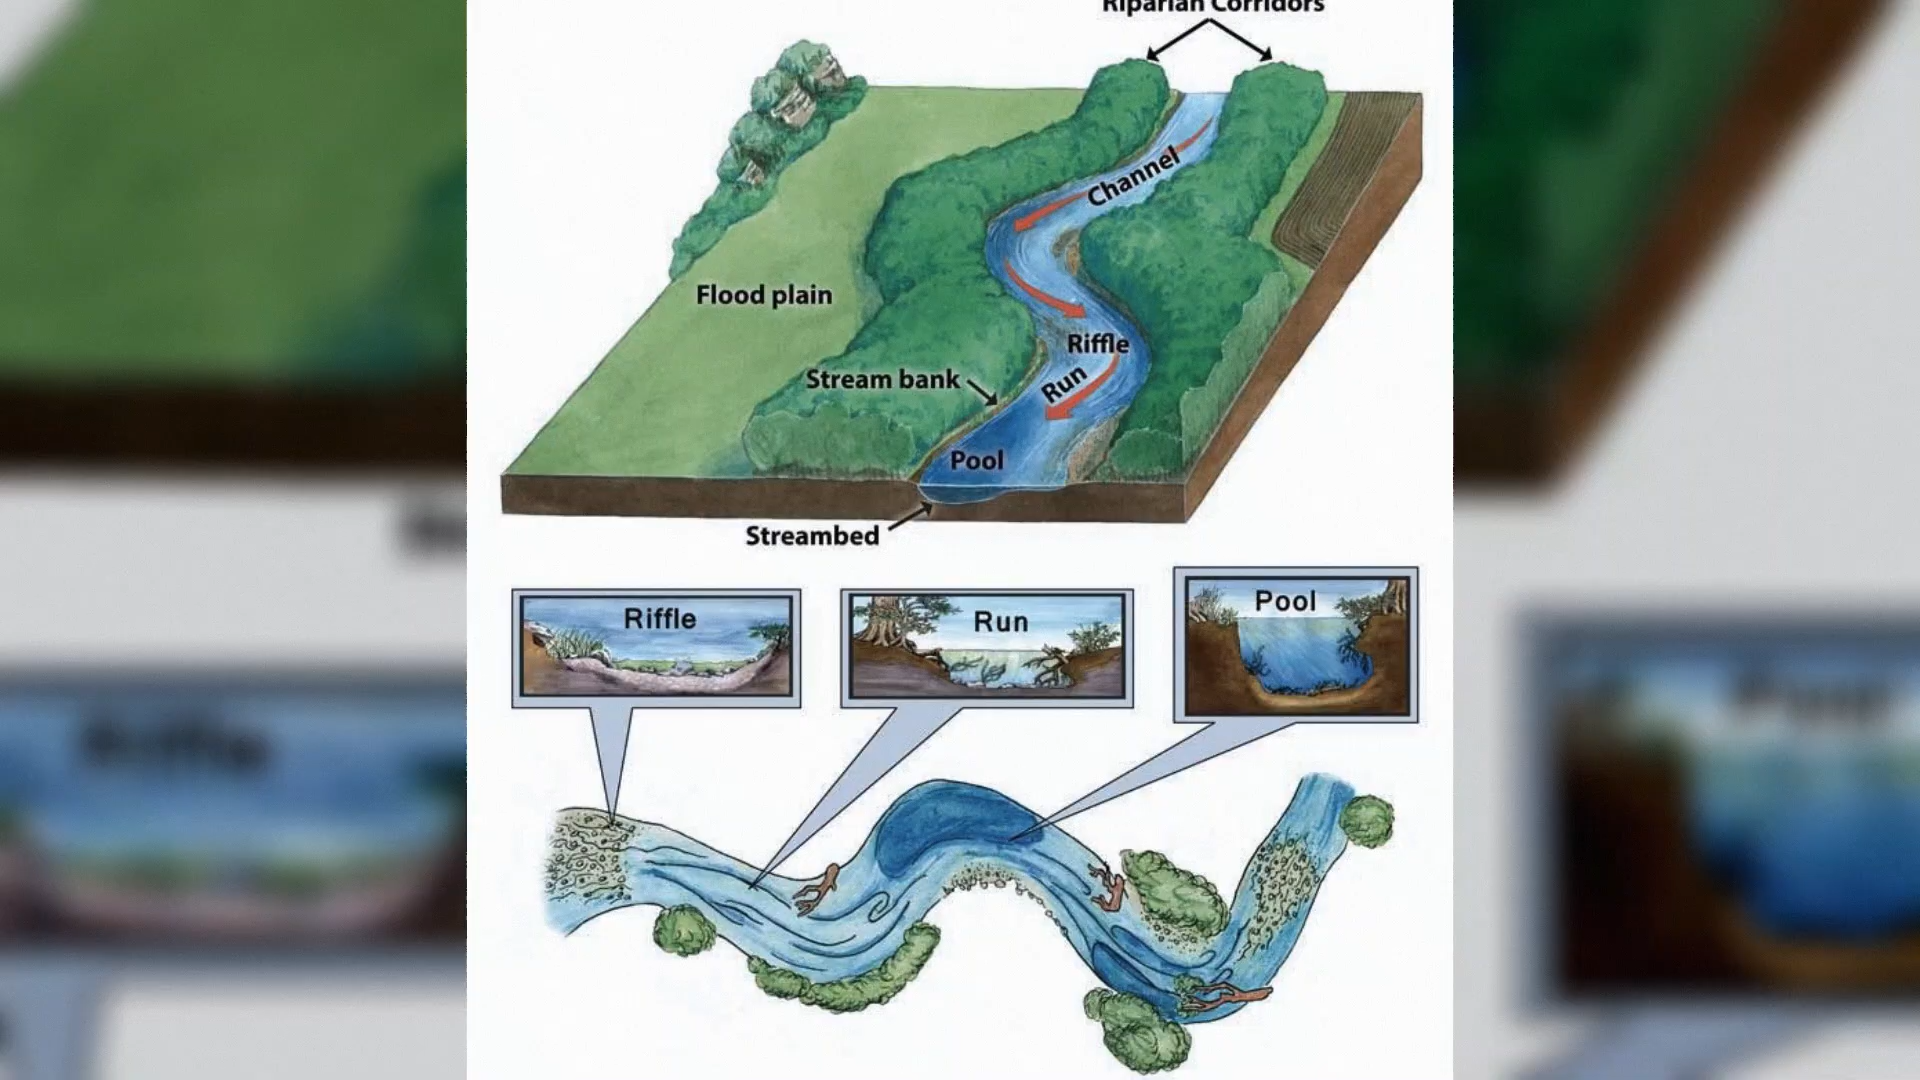 Riparian Corridors
Channel
Flood plain
Riffle
Run
Stream bank
Pool
Streambed
Riffle
Run
Pool